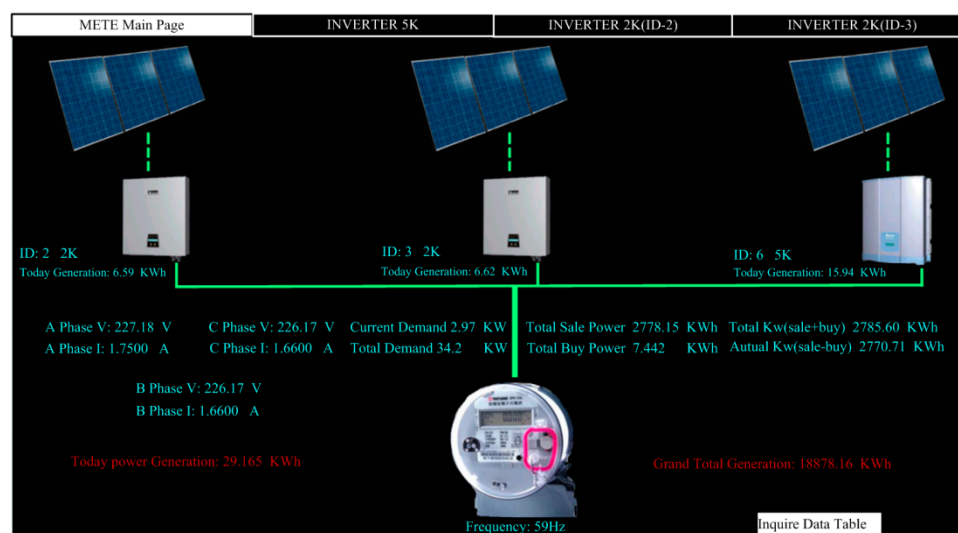 METE Main Page
INVERTER 5K
INVERTER 2K(ID-2)
INVERTER 2K(ID-3)
ID: 2 2K
Today Generation: 6.59 KWh
ID: 3 2K
Today Generation: 6.62 KWh
ID: 6 5K
Today Generation: 15.94 KWh
A Phase V: 227.18 V
C Phase V: 226.17 V
Current Demand 2.97 KW
Total Sale Power 2778.15 KWh
Total Kw(sale+buy) 2785.60 KWh
A Phase I: 1.7500 A
C Phase I: 1.6600 A
Total Demand 34.2 KW
Total Buy Power 7.442 KWh
Autual Kw(sale-buy) 2770.71 KWh
B Phase V: 226.17 V
B Phase I: 1.6600 A
Today power Generation: 29.165 KWh
Grand Total Generation: 18878.16 KWh
Frequency: 59Hz
Inquire Data Table